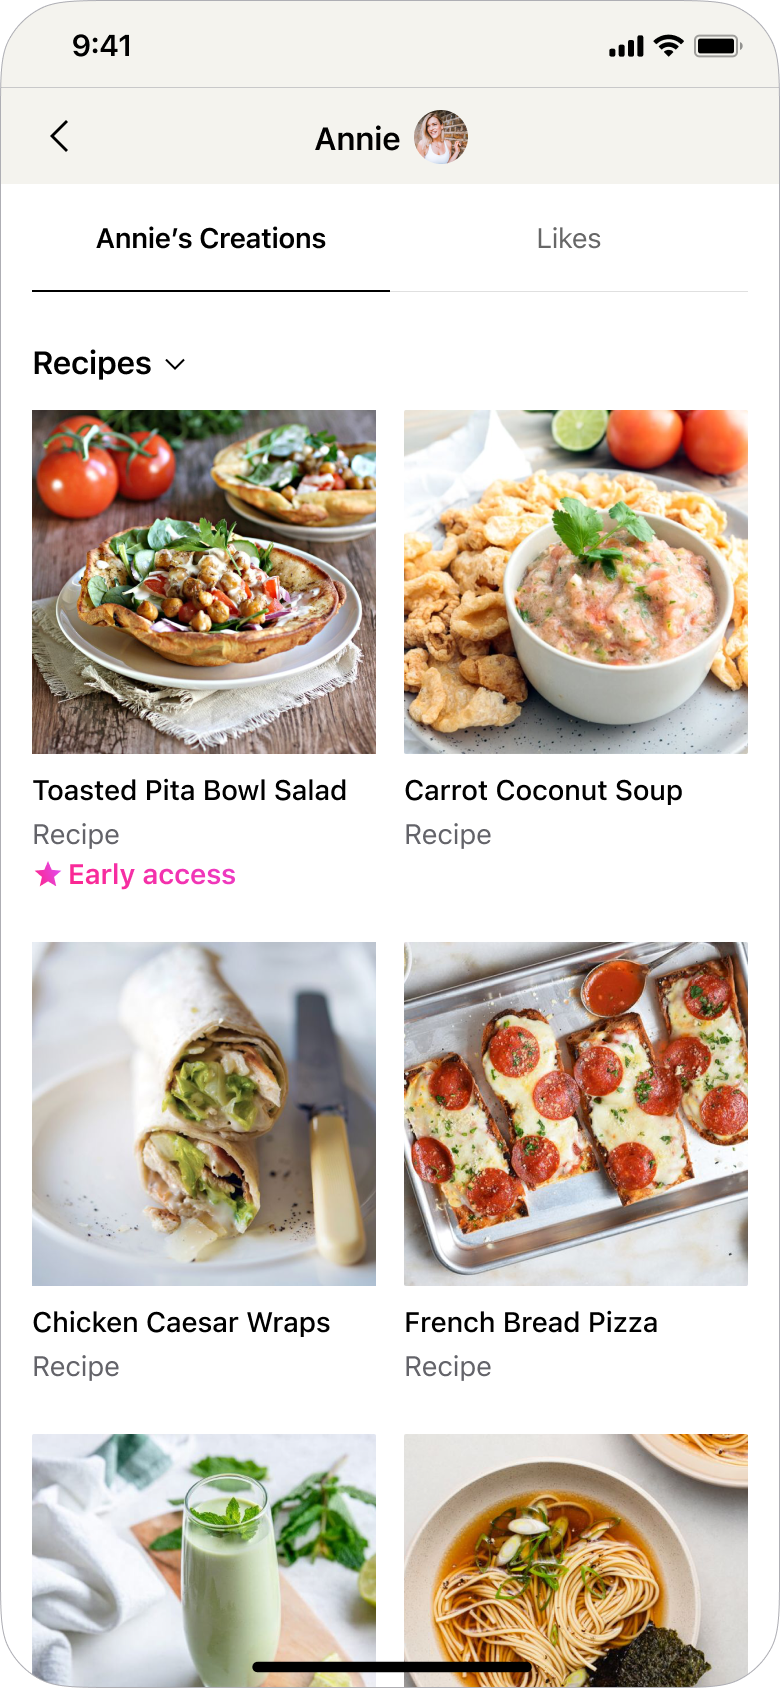 9:41
Annie
Annie’s Creations
Likes
Recipes
Toasted Pita Bowl Salad
Recipe
Early access
Carrot Coconut Soup
Recipe
Chicken Caesar Wraps
Recipe
French Bread Pizza
Recipe